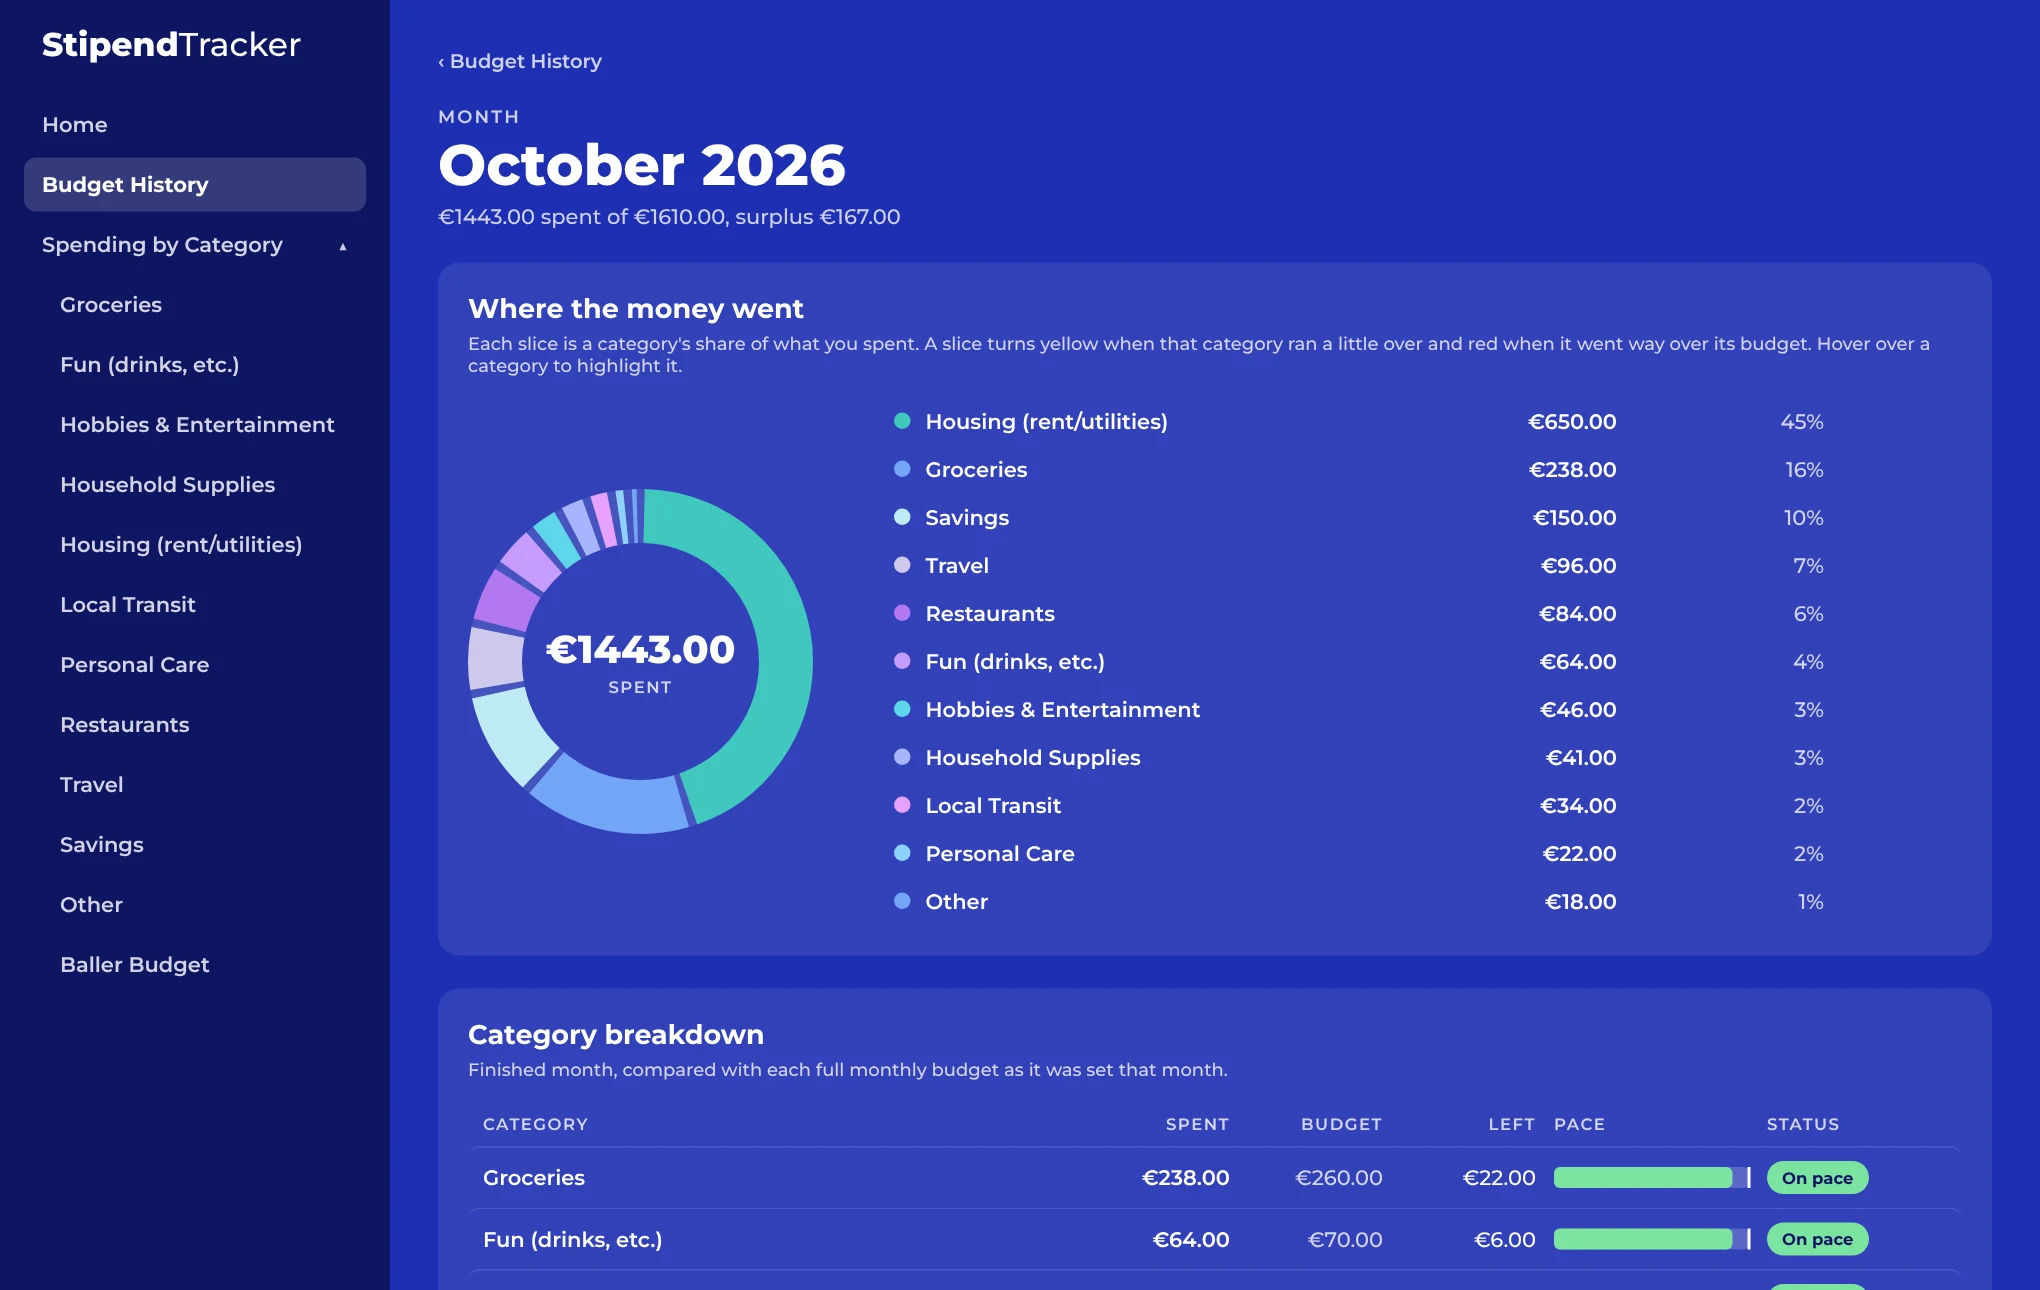 StipendTracker
Home
Budget History
Spending by Category ▲
Groceries
Fun (drinks, etc.)
Hobbies & Entertainment
Household Supplies
Housing (rent/utilities)
Local Transit
Personal Care
Restaurants
Travel
Savings
Other
Baller Budget
‹ Budget History
MONTH
October 2026
€1443.00 spent of €1610.00, surplus €167.00
Where the money went
Each slice is a category's share of what you spent. A slice turns yellow when that category ran a little over and red when it went way over its budget. Hover over a
category to highlight it.
€1443.00
SPENT
Housing (rent/utilities) €650.00 45%
Groceries €238.00 16%
Savings €150.00 10%
Travel €96.00 7%
Restaurants €84.00 6%
Fun (drinks, etc.) €64.00 4%
Hobbies & Entertainment €46.00 3%
Household Supplies €41.00 3%
Local Transit €34.00 2%
Personal Care €22.00 2%
Other €18.00 1%
Category breakdown
Finished month, compared with each full monthly budget as it was set that month.
CATEGORY SPENT BUDGET LEFT PACE STATUS
Groceries €238.00 €260.00 €22.00 On pace
Fun (drinks, etc.) €64.00 €70.00 €6.00 On pace